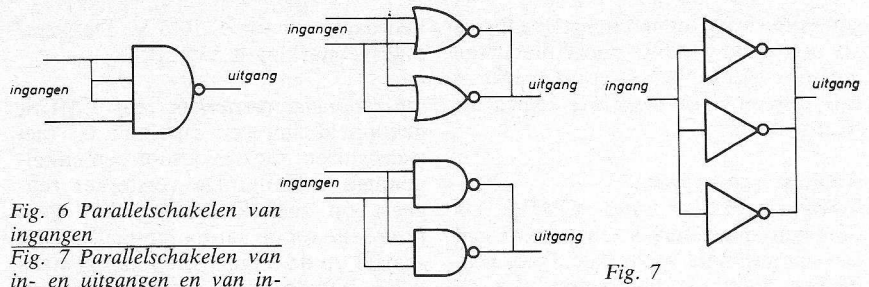 ingangen
uitgang
Fig. 6 Parallelschakelen van
ingangen
Fig. 7 Parallelschakelen van
in- en uitgangen en van in-
ingangen
uitgang
ingangen
uitgang
ingang
uitgang
Fig. 7